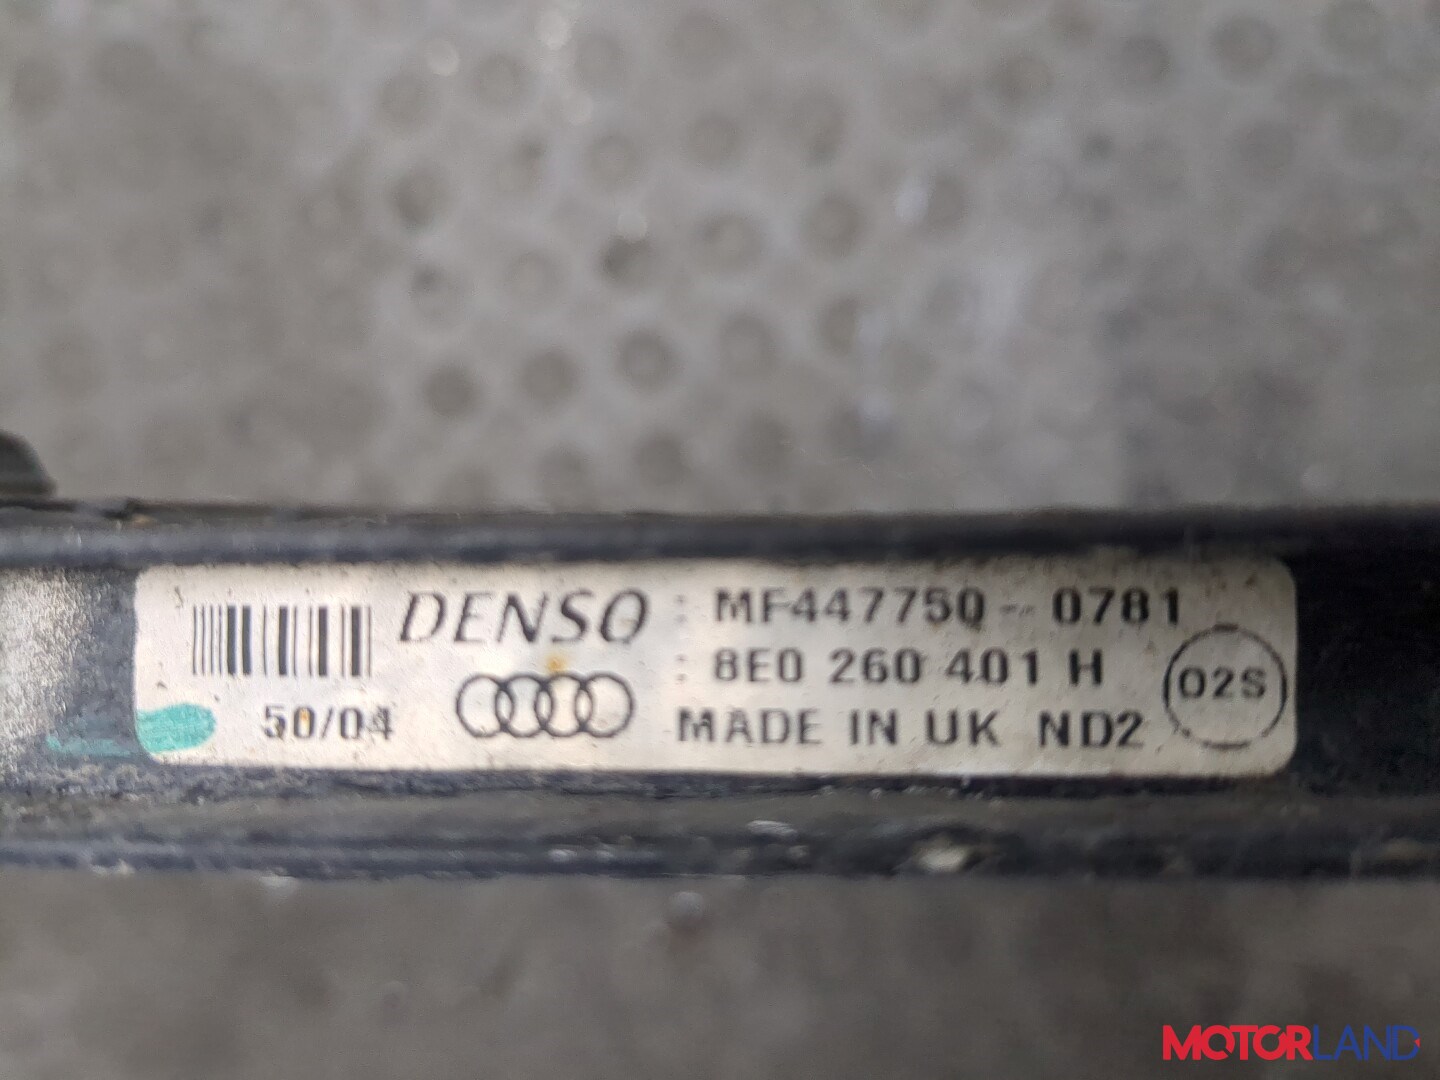 DENSO : MF447750-0781
: 8E0 260 401 H
50/04 MADE IN UK ND2
02S
MOTORLAND